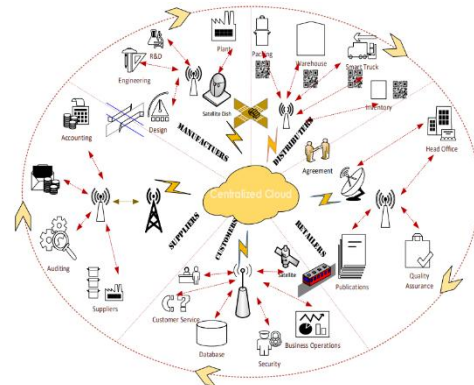 R&D
Plant
Packing
Warehouse
Smart Truck
Engineering
Satellite Dish
Inventory
Design
MANUFACTUERS
DISTRIBUTERS
Accounting
Agreement
Head Office
Centralized Cloud
SUPPLIERS
CUSTOMERS
RETAILERS
Auditing
Satellite
Publications
Quality
Assurance
Suppliers
Customer Service
Business Operations
Database
Security